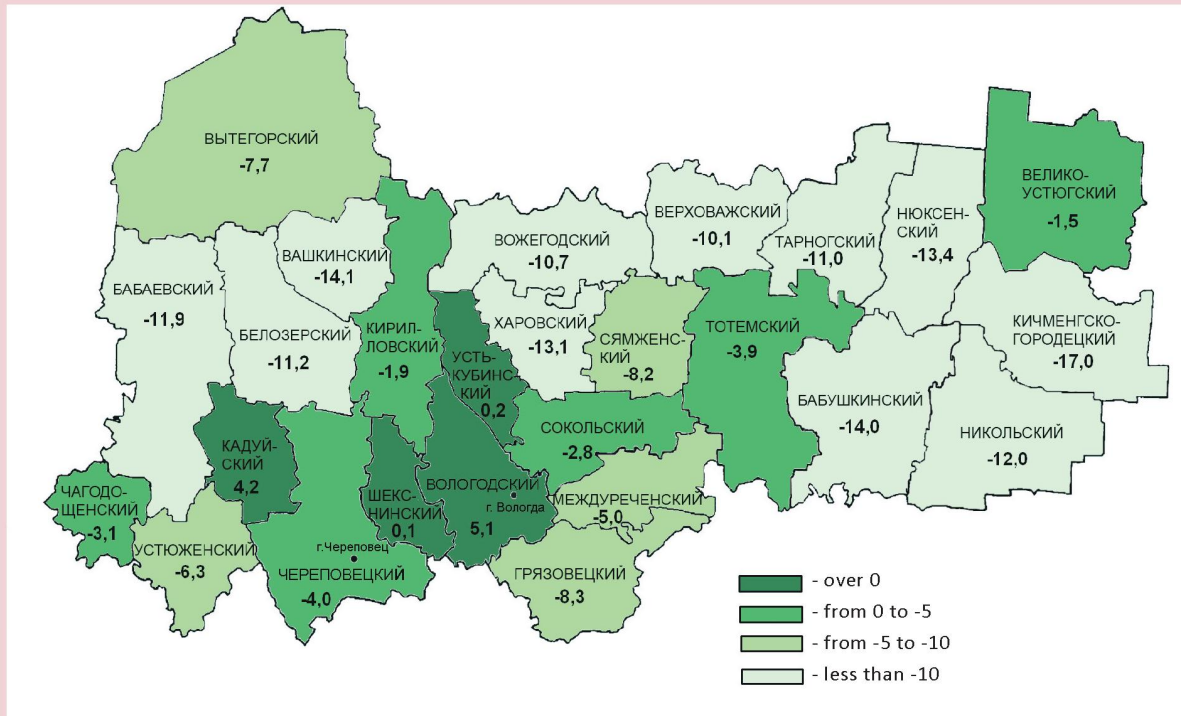 ВЫТЕГОРСКИЙ
-7,7
ВЕЛИКО-
УСТЮГСКИЙ
-1,5
ВЕРХОВАЖСКИЙ
-10,1
ТАРНОГСКИЙ
-11,0
НЮКСЕН-
СКИЙ
-13,4
ВОЖЕГОДСКИЙ
-10,7
ВАШКИНСКИЙ
-14,1
БАБАЕВСКИЙ
-11,9
БЕЛОЗЕРСКИЙ
-11,2
КИРИЛ-
ЛОВСКИЙ
-1,9
ХАРОВСКИЙ
-13,1
СЯМЖЕН-
СКИЙ
-8,2
ТОТЕМСКИЙ
-3,9
КИЧМЕНГСКО-
ГОРОДЕЦКИЙ
-17,0
УСТЬ-
КУБИНС-
КИЙ
0,2
БАБУШКИНСКИЙ
-14,0
НИКОЛЬСКИЙ
-12,0
СОКОЛЬСКИЙ
-2,8
КАДУЙ-
СКИЙ
4,2
ЧАГОДО-
ЩЕНСКИЙ
-3,1
ШЕКС-
НИНСКИЙ
0,1
ВОЛОГОДСКИЙ
г. Вологда
5,1
МЕЖДУРЕЧЕНСКИЙ
-5,0
УСТЮЖЕНСКИЙ
-6,3
г.Череповец
ЧЕРЕПОВЕЦКИЙ
-4,0
ГРЯЗОВЕЦКИЙ
-8,3
- over 0
- from 0 to -5
- from -5 to -10
- less than -10